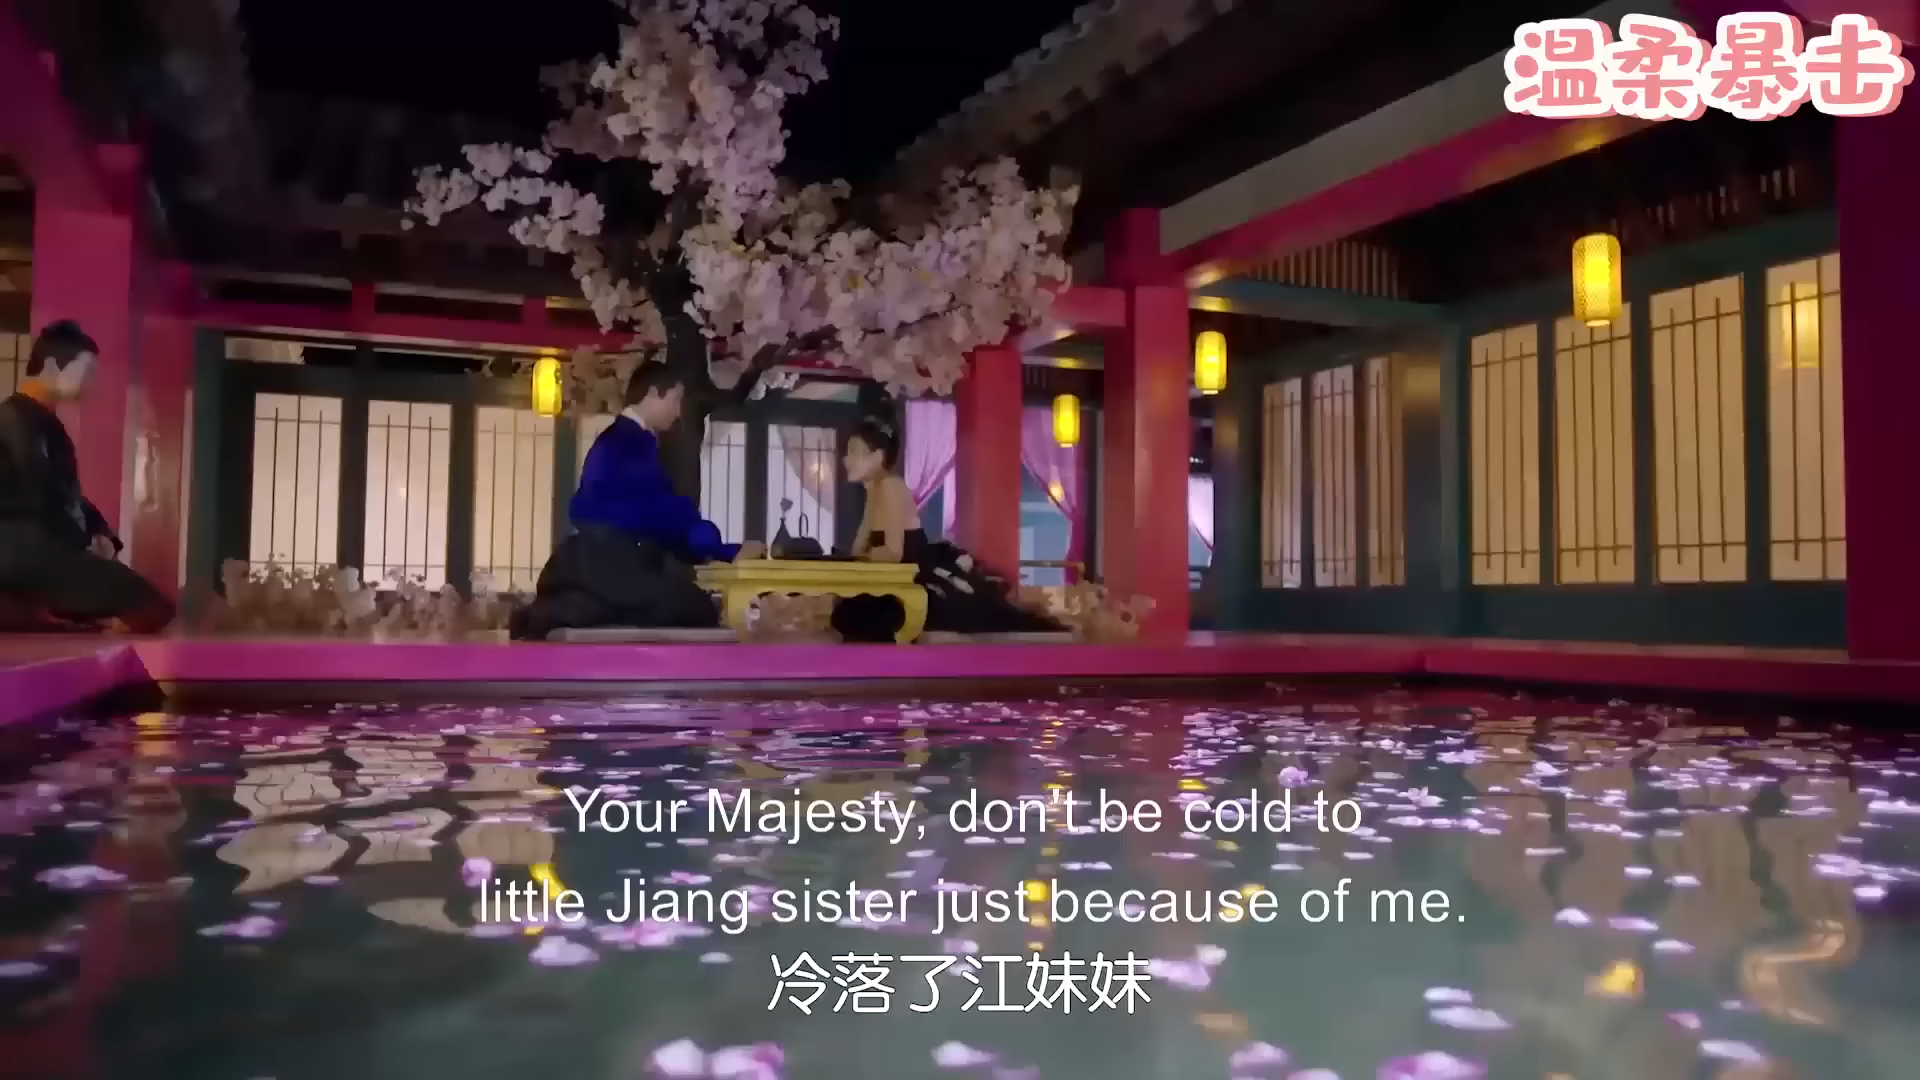 温柔暴击
Your Majesty, don't be cold to
little Jiang sister just because of me.
冷落了江妹妹